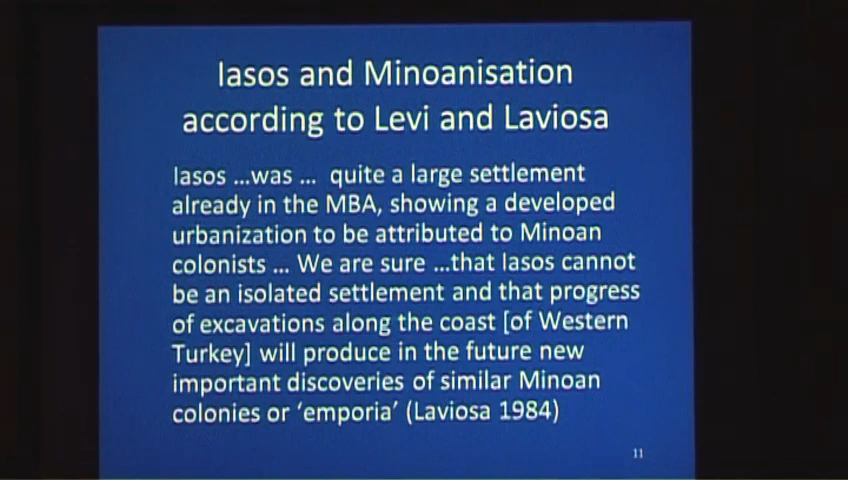 Iasos and Minoanisation
according to Levi and Laviosa
Iasos ...was ... quite a large settlement
already in the MBA, showing a developed
urbanization to be attributed to Minoan
colonists ... We are sure ...that Iasos cannot
be an isolated settlement and that progress
of excavations along the coast [of Western
Turkey] will produce in the future new
important discoveries of similar Minoan
colonies or ‘emporia’ (Laviosa 1984)
11